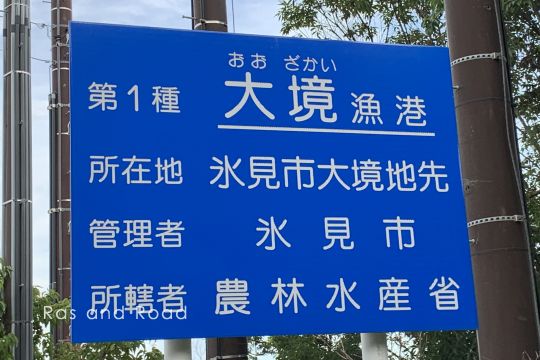 おお ざかい
第1種 大境漁港
所在地 氷見市大境地先
管理者 氷見市
所轄者 農林水産省
Ras and Road